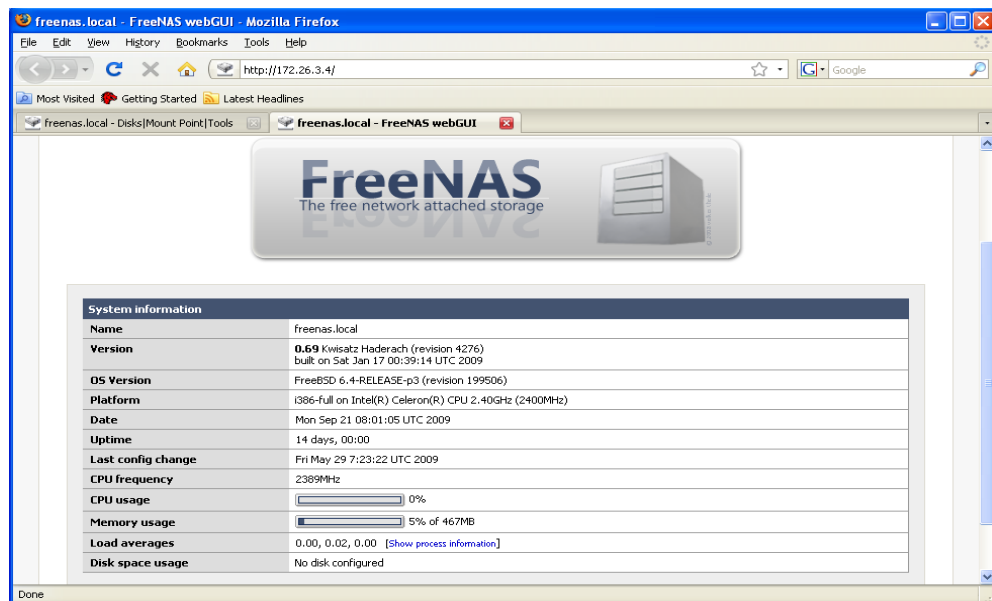 freenas.local - FreeNAS webGUI - Mozilla Firefox
File Edit View History Bookmarks Tools Help
http://172.26.3.4/ Google
Most Visited Getting Started Latest Headlines
freenas.local - Disks|Mount Point|Tools freenas.local - FreeNAS webGUI
FreeNAS
The free network attached storage
System information
Name freenas.local
Version 0.69 Kwisatz Haderach (revision 4276)
built on Sat Jan 17 00:39:14 UTC 2009
OS Version FreeBSD 6.4-RELEASE-p3 (revision 199506)
Platform i386-full on Intel(R) Celeron(R) CPU 2.40GHz (2400MHz)
Date Mon Sep 21 08:01:05 UTC 2009
Uptime 14 days, 00:00
Last config change Fri May 29 7:23:22 UTC 2009
CPU frequency 2389MHz
CPU usage 0%
Memory usage 5% of 467MB
Load averages 0.00, 0.02, 0.00 [Show process information]
Disk space usage No disk configured
Done